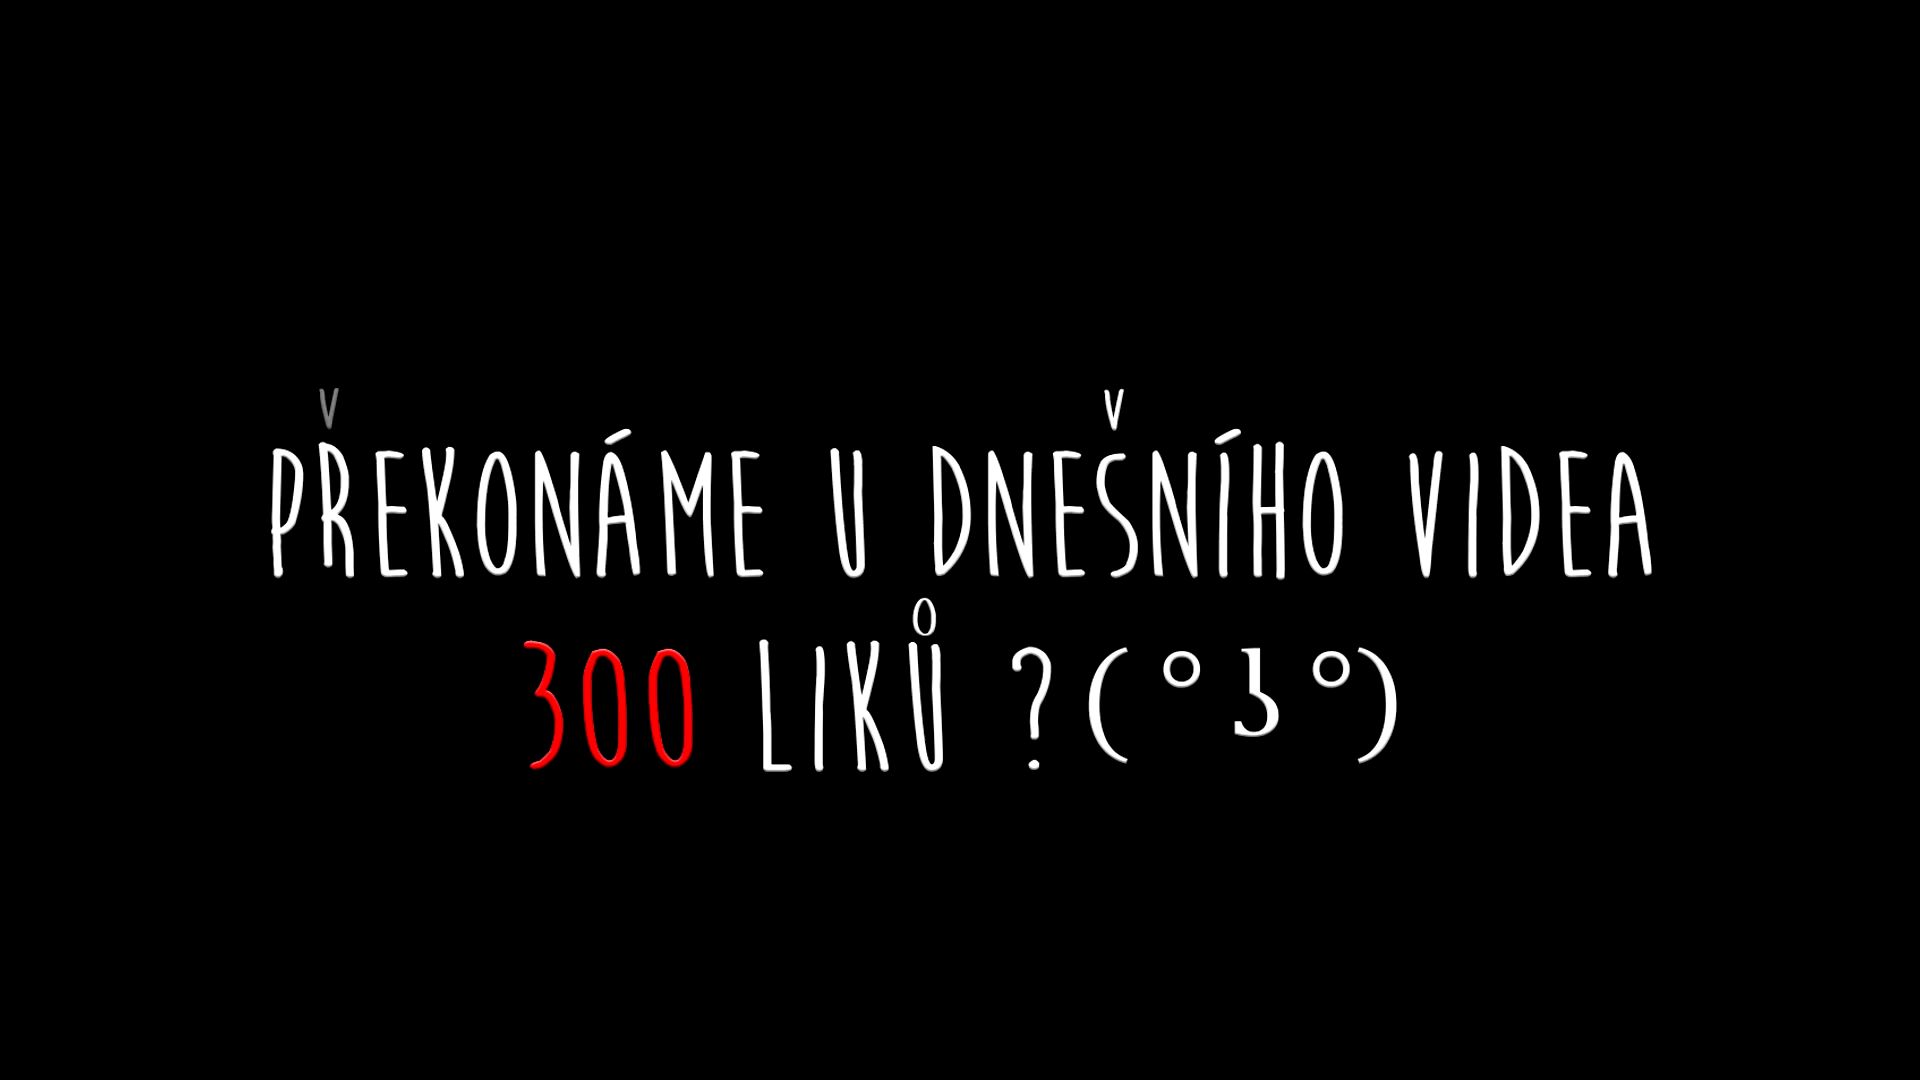 PŘEKONÁME U DNEŠNÍHO VIDEA
300 LIKŮ ?( ° ʖ °)